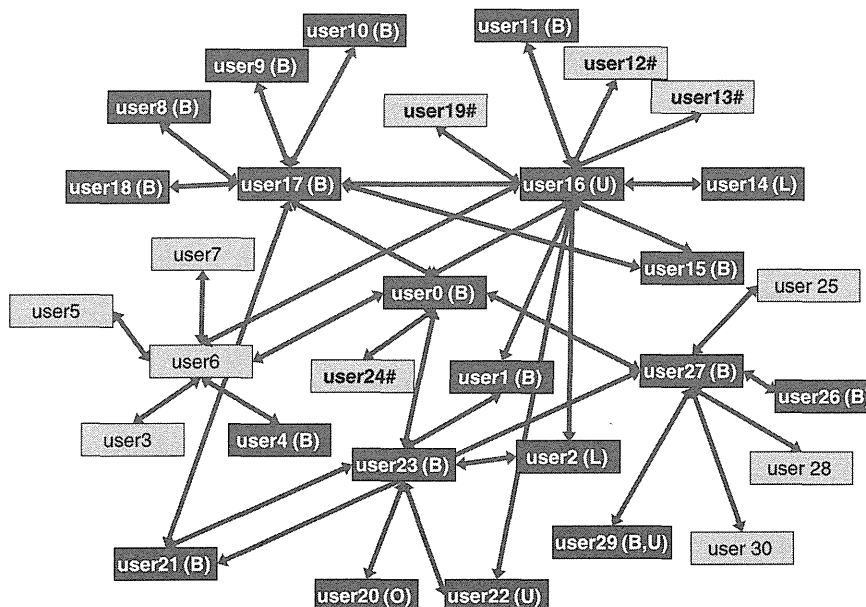 user10 (B)
user11 (B)
user9 (B)
user12#
user8 (B)
user19#
user13#
user18 (B)
user17 (B)
user16 (U)
user14 (L)
user7
user15 (B)
user5
user0 (B)
user 25
user6
user24#
user1 (B)
user27 (B)
user26 (B)
user3
user4 (B)
user23 (B)
user2 (L)
user 28
user21 (B)
user29 (B,U)
user 30
user20 (O)
user22 (U)